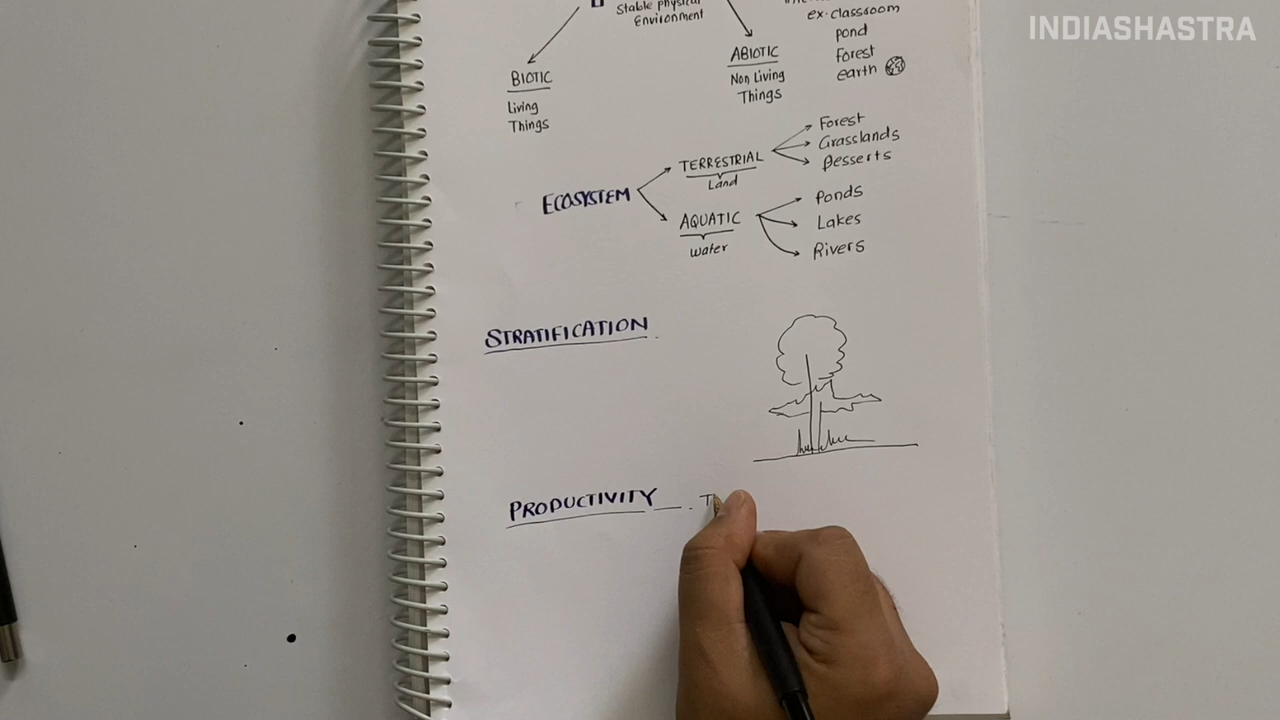 INDIASHASTRA
Stable physical
Environment
ex-classroom
pond
Forest
earth
BIOTIC
Living
Things
ABIOTIC
Non Living
Things
ECOSYSTEM
TERRESTRIAL
Land
Forest
Grasslands
Desserts
AQUATIC
water
Ponds
Lakes
Rivers
STRATIFICATION
PRODUCTIVITY